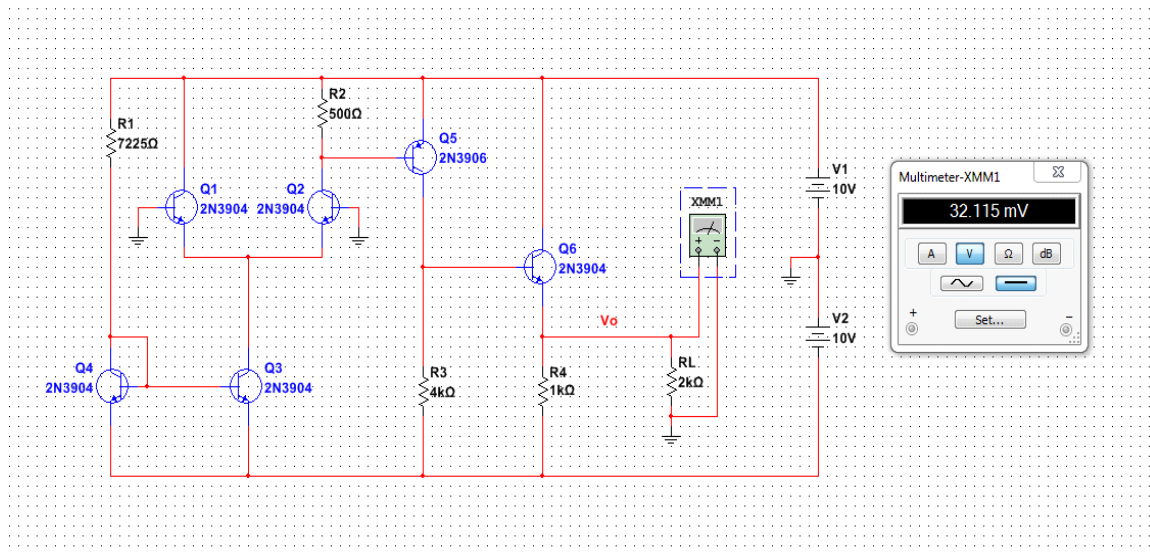 R1
7225Ω
R2
500Ω
Q5
2N3906
Q1
2N3904
Q2
2N3904
Q6
2N3904
Vo
XMM1
+ -
V1
10V
V2
10V
Q4
2N3904
Q3
2N3904
R3
4kΩ
R4
1kΩ
RL
2kΩ
Multimeter-XMM1
32.115 mV
A
V
Ω
dB
+
Set...
-